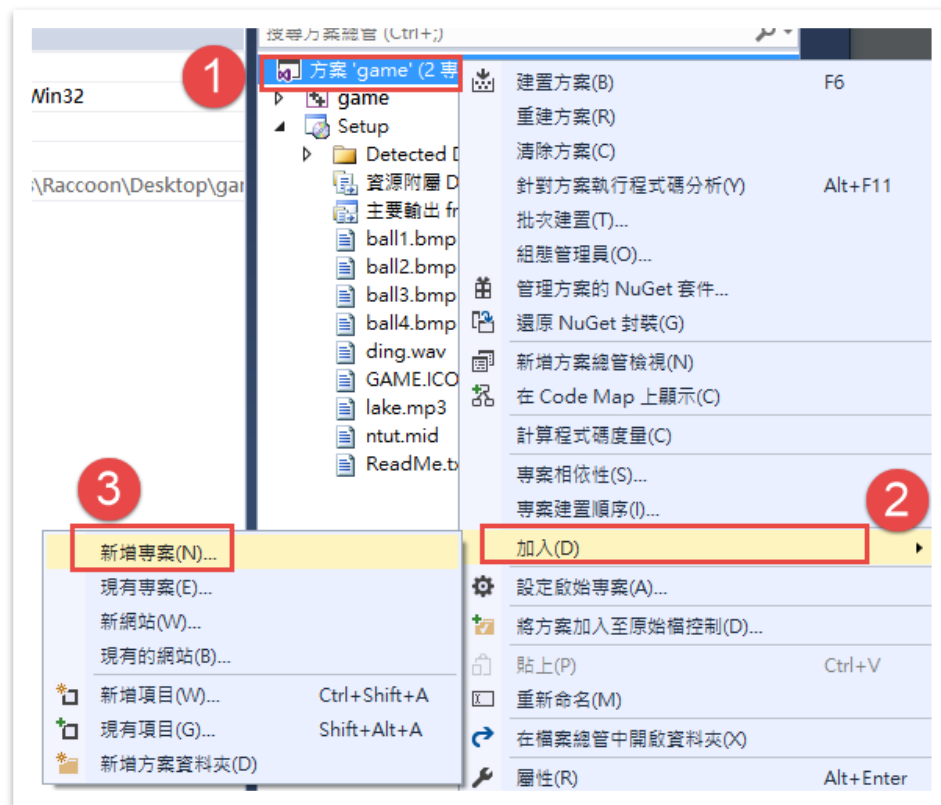 搜尋方案總管 (Ctrl+;)
1
方案 'game' (2 專
Win32
game
Setup
\Raccoon\Desktop\gar
Detected D
資源附屬 D
主要輸出 fr
ball1.bmp
ball2.bmp
ball3.bmp
ball4.bmp
ding.wav
GAME.ICO
lake.mp3
ntut.mid
ReadMe.tx
建置方案(B) F6
重建方案(R)
清除方案(C)
針對方案執行程式碼分析(Y) Alt+F11
批次建置(T)...
組態管理員(O)...
管理方案的 NuGet 套件...
還原 NuGet 封裝(G)
新增方案總管檢視(N)
在 Code Map 上顯示(C)
計算程式碼度量(C)
專案相依性(S)...
專案建置順序(I)...
2
加入(D)
設定啟始專案(A)...
將方案加入至原始檔控制(D)...
貼上(P) Ctrl+V
重新命名(M)
在檔案總管中開啟資料夾(X)
屬性(R) Alt+Enter
3
新增專案(N)...
現有專案(E)...
新網站(W)...
現有的網站(B)...
新增項目(W)... Ctrl+Shift+A
現有項目(G)... Shift+Alt+A
新增方案資料夾(D)